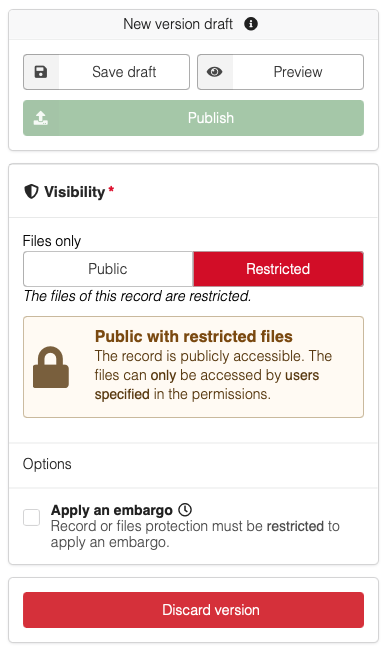 New version draft
Save draft
Preview
Publish
Visibility *
Files only
Public
Restricted
The files of this record are restricted.
Public with restricted files
The record is publicly accessible. The
files can only be accessed by users
specified in the permissions.
Options
Apply an embargo
Record or files protection must be restricted to
apply an embargo.
Discard version